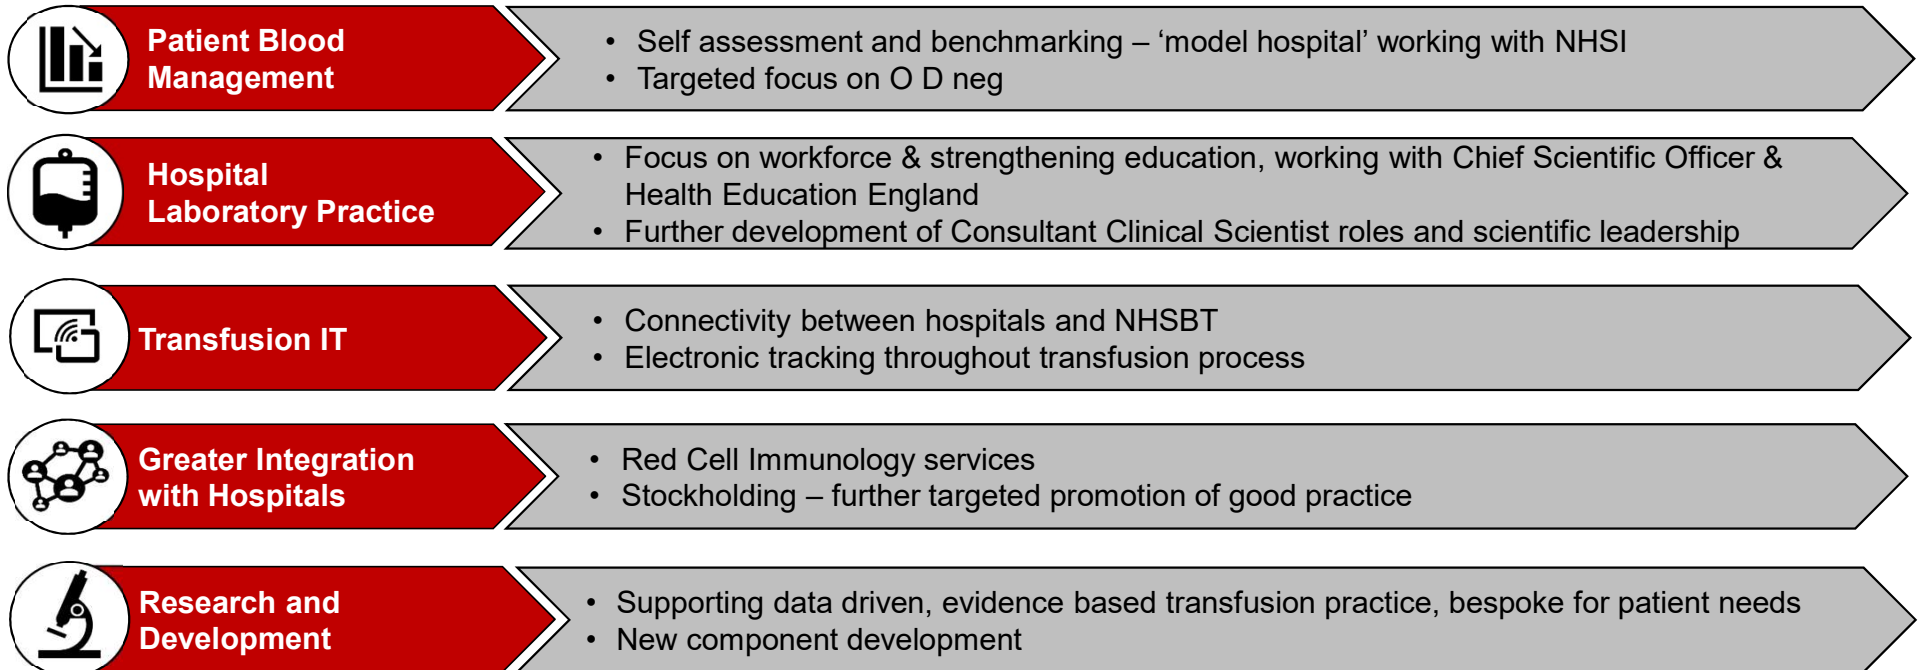 Patient Blood
Management
• Self assessment and benchmarking – ‘model hospital’ working with NHSI
• Targeted focus on O D neg
Hospital
Laboratory Practice
• Focus on workforce & strengthening education, working with Chief Scientific Officer &
Health Education England
• Further development of Consultant Clinical Scientist roles and scientific leadership
Transfusion IT
• Connectivity between hospitals and NHSBT
• Electronic tracking throughout transfusion process
Greater Integration
with Hospitals
• Red Cell Immunology services
• Stockholding – further targeted promotion of good practice
Research and
Development
• Supporting data driven, evidence based transfusion practice, bespoke for patient needs
• New component development